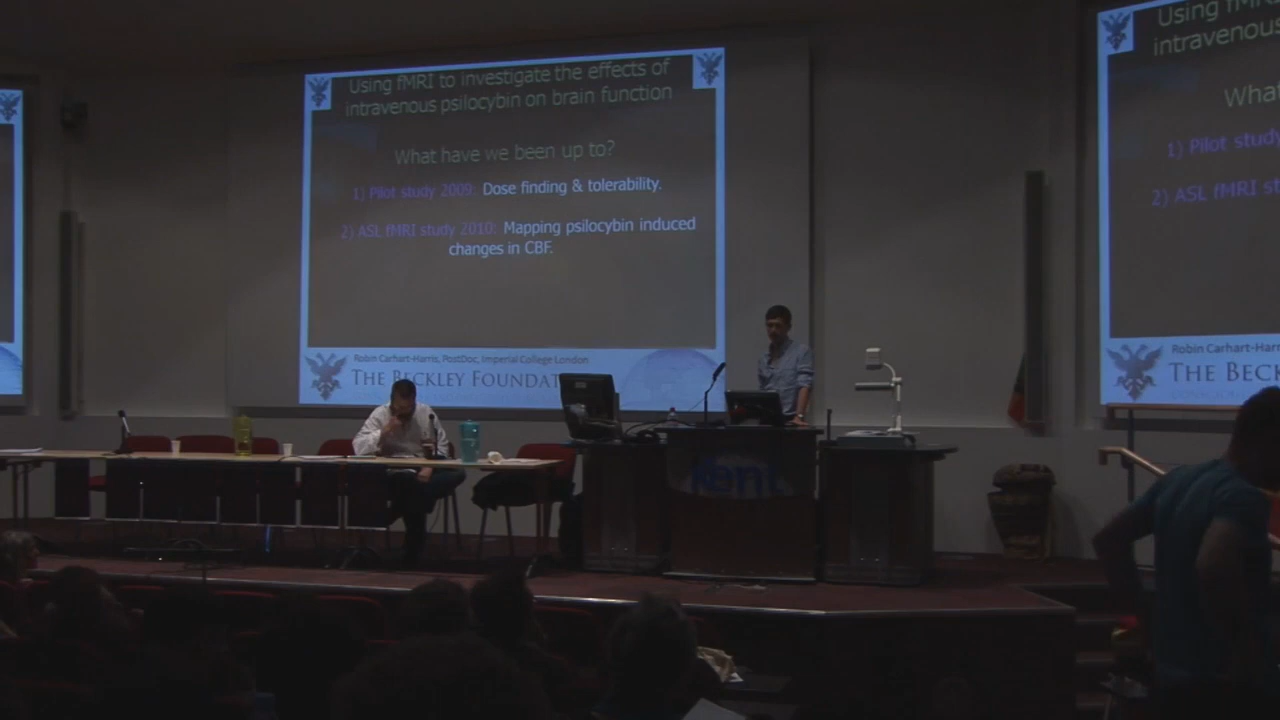 Using fMRI to investigate the effects of
intravenous psilocybin on brain function
What have we been up to?
1) Pilot study 2009: Dose finding & tolerability.
2) ASL fMRI study 2010: Mapping psilocybin induced
changes in CBF.
Robin Carhart-Harris, PostDoc, Imperial College London
THE BECKLEY FOUNDAT
Kent
Using fMRI
intravenous
What
1) Pilot study
2) ASL fMRI st
Robin Carhart-Harr
THE BECK